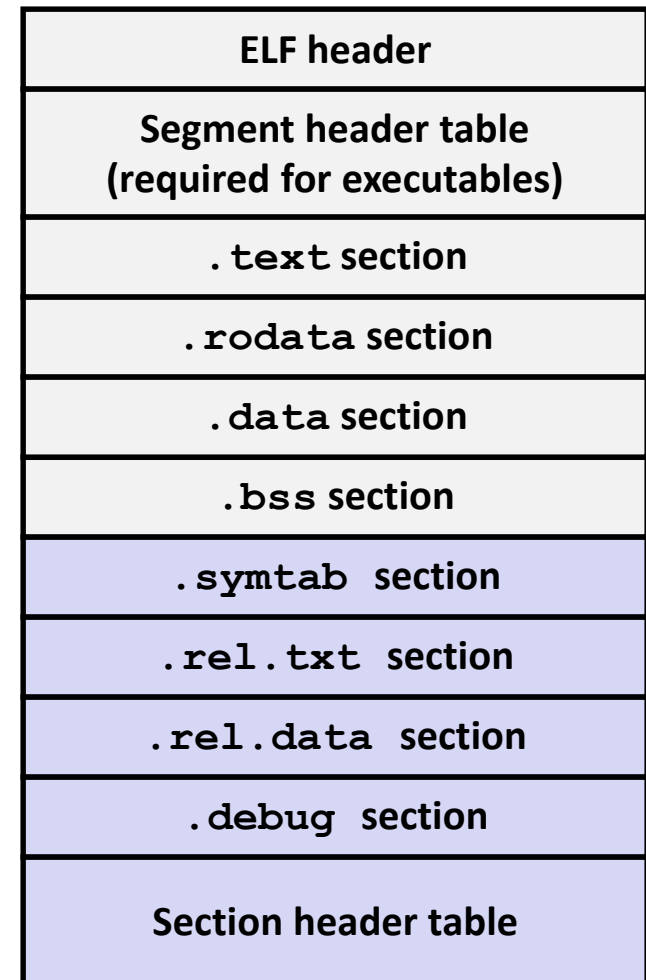 ELF header
Segment header table
(required for executables)
.text section
.rodata section
.data section
.bss section
.symtab section
.rel.txt section
.rel.data section
.debug section
Section header table